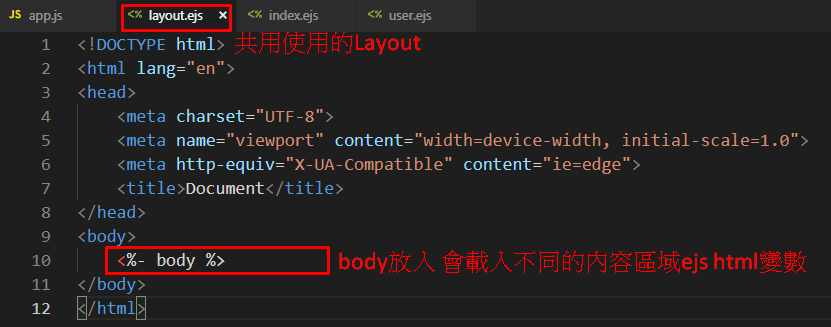 JS app.js <%> layout.ejs × <%> index.ejs <%> user.ejs
1 <!DOCTYPE html> 共用使用的Layout
2 <html lang="en">
3 <head>
4 <meta charset="UTF-8">
5 <meta name="viewport" content="width=device-width, initial-scale=1.0">
6 <meta http-equiv="X-UA-Compatible" content="ie=edge">
7 <title>Document</title>
8 </head>
9 <body>
10 <%- body %> body放入 會載入不同的內容區域ejs html變數
11 </body>
12 </html>